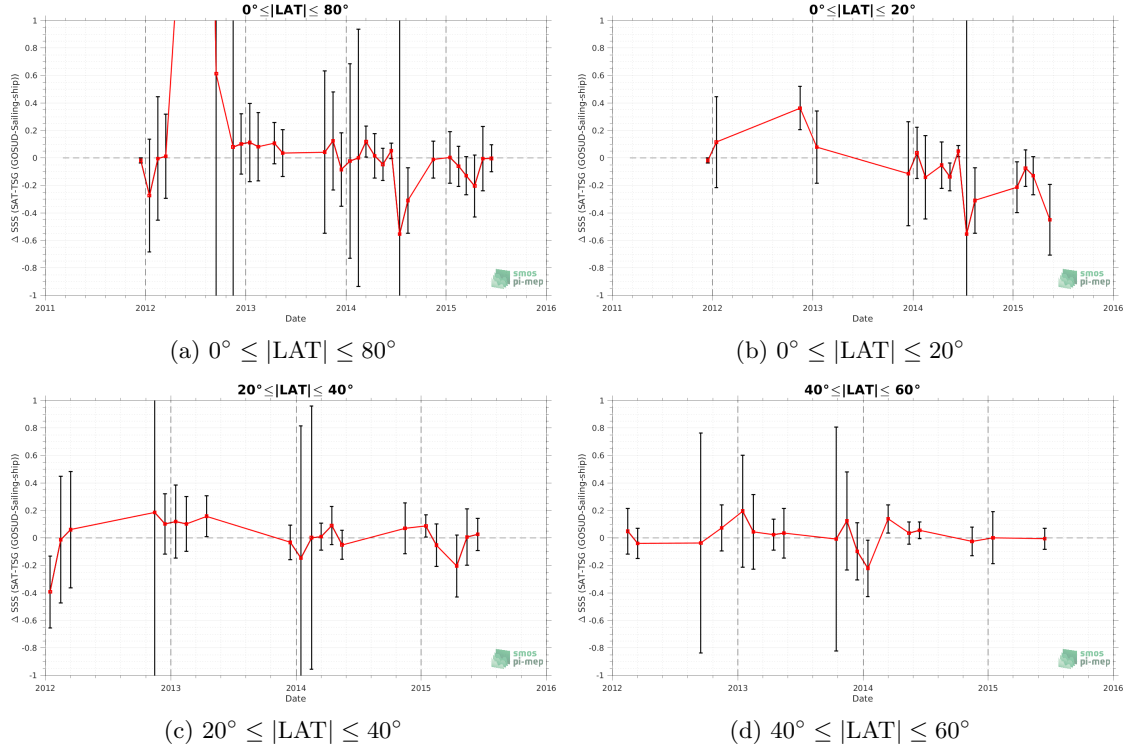 0°≤|LAT|≤ 80°
Δ SSS (SAT-TSG (GOSUD-Sailing-ship))
1
0.8
0.6
0.4
0.2
0
-0.2
-0.4
-0.6
-0.8
-1
2011 2012 2013 2014 2015 2016
Date
smos
pi-mep
(a) 0° ≤ |LAT| ≤ 80°
0°≤|LAT|≤ 20°
Δ SSS (SAT-TSG (GOSUD-Sailing-ship))
1
0.8
0.6
0.4
0.2
0
-0.2
-0.4
-0.6
-0.8
-1
2011 2012 2013 2014 2015 2016
Date
smos
pi-mep
(b) 0° ≤ |LAT| ≤ 20°
20°≤|LAT|≤ 40°
Δ SSS (SAT-TSG (GOSUD-Sailing-ship))
1
0.8
0.6
0.4
0.2
0
-0.2
-0.4
-0.6
-0.8
-1
2012 2013 2014 2015 2016
Date
smos
pi-mep
(c) 20° ≤ |LAT| ≤ 40°
40°≤|LAT|≤ 60°
Δ SSS (SAT-TSG (GOSUD-Sailing-ship))
1
0.8
0.6
0.4
0.2
0
-0.2
-0.4
-0.6
-0.8
-1
2012 2013 2014 2015 2016
Date
smos
pi-mep
(d) 40° ≤ |LAT| ≤ 60°